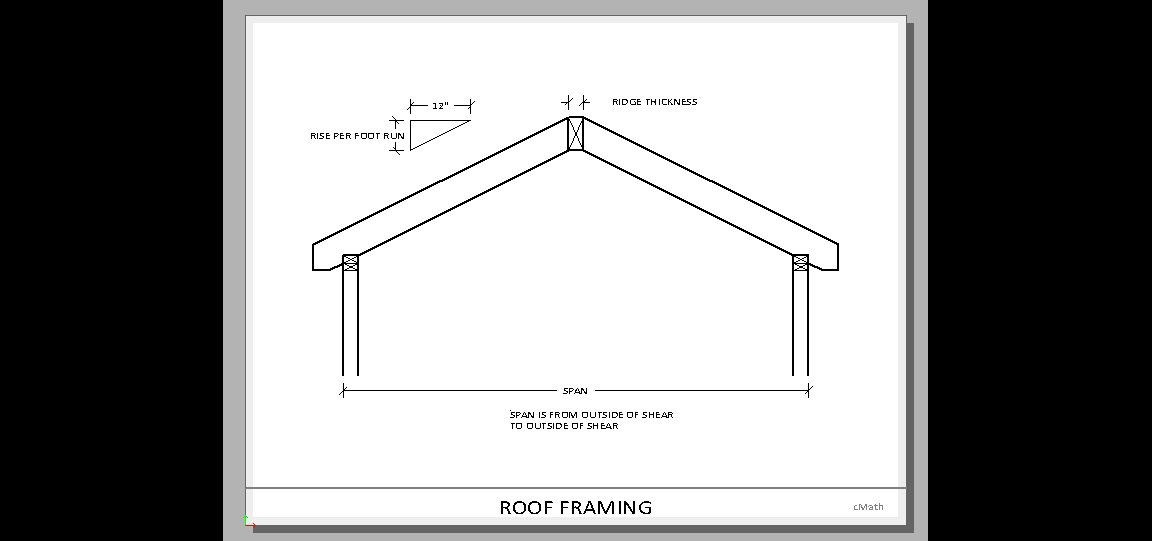 12"
RIDGE THICKNESS
RISE PER FOOT RUN
SPAN
SPAN IS FROM OUTSIDE OF SHEAR
TO OUTSIDE OF SHEAR
ROOF FRAMING
cMath